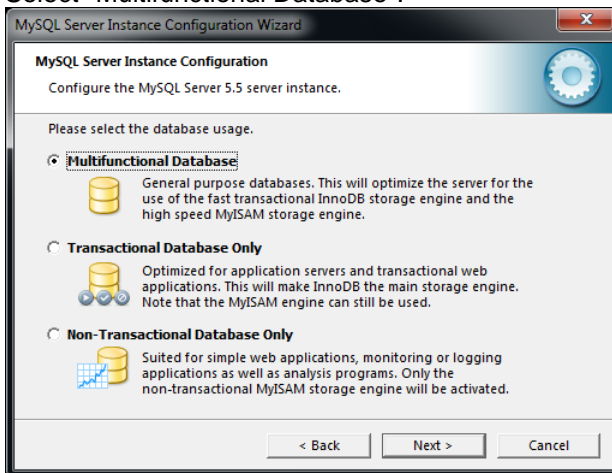 Select "Multifunctional Database".
MySQL Server Instance Configuration Wizard
MySQL Server Instance Configuration
Configure the MySQL Server 5.5 server instance.
Please select the database usage.
Multifunctional Database
General purpose databases. This will optimize the server for the
use of the fast transactional InnoDB storage engine and the
high speed MyISAM storage engine.
Transactional Database Only
Optimized for application servers and transactional web
applications. This will make InnoDB the main storage engine.
Note that the MyISAM engine can still be used.
Non-Transactional Database Only
Suited for simple web applications, monitoring or logging
applications as well as analysis programs. Only the
non-transactional MyISAM storage engine will be activated.
< Back
Next >
Cancel